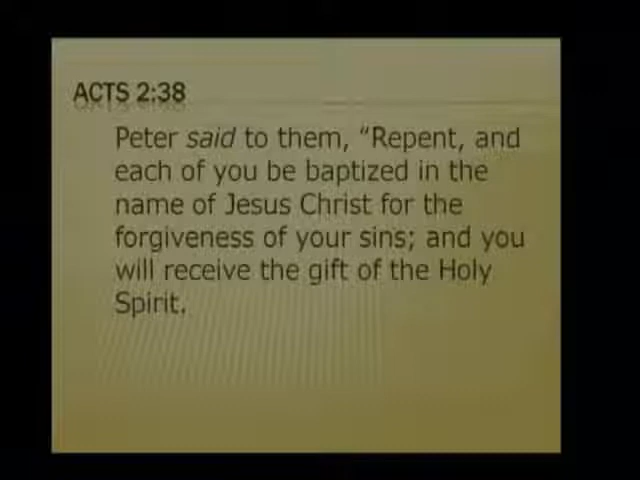 ACTS 2:38
Peter said to them, “Repent, and
each of you be baptized in the
name of Jesus Christ for the
forgiveness of your sins; and you
will receive the gift of the Holy
Spirit.